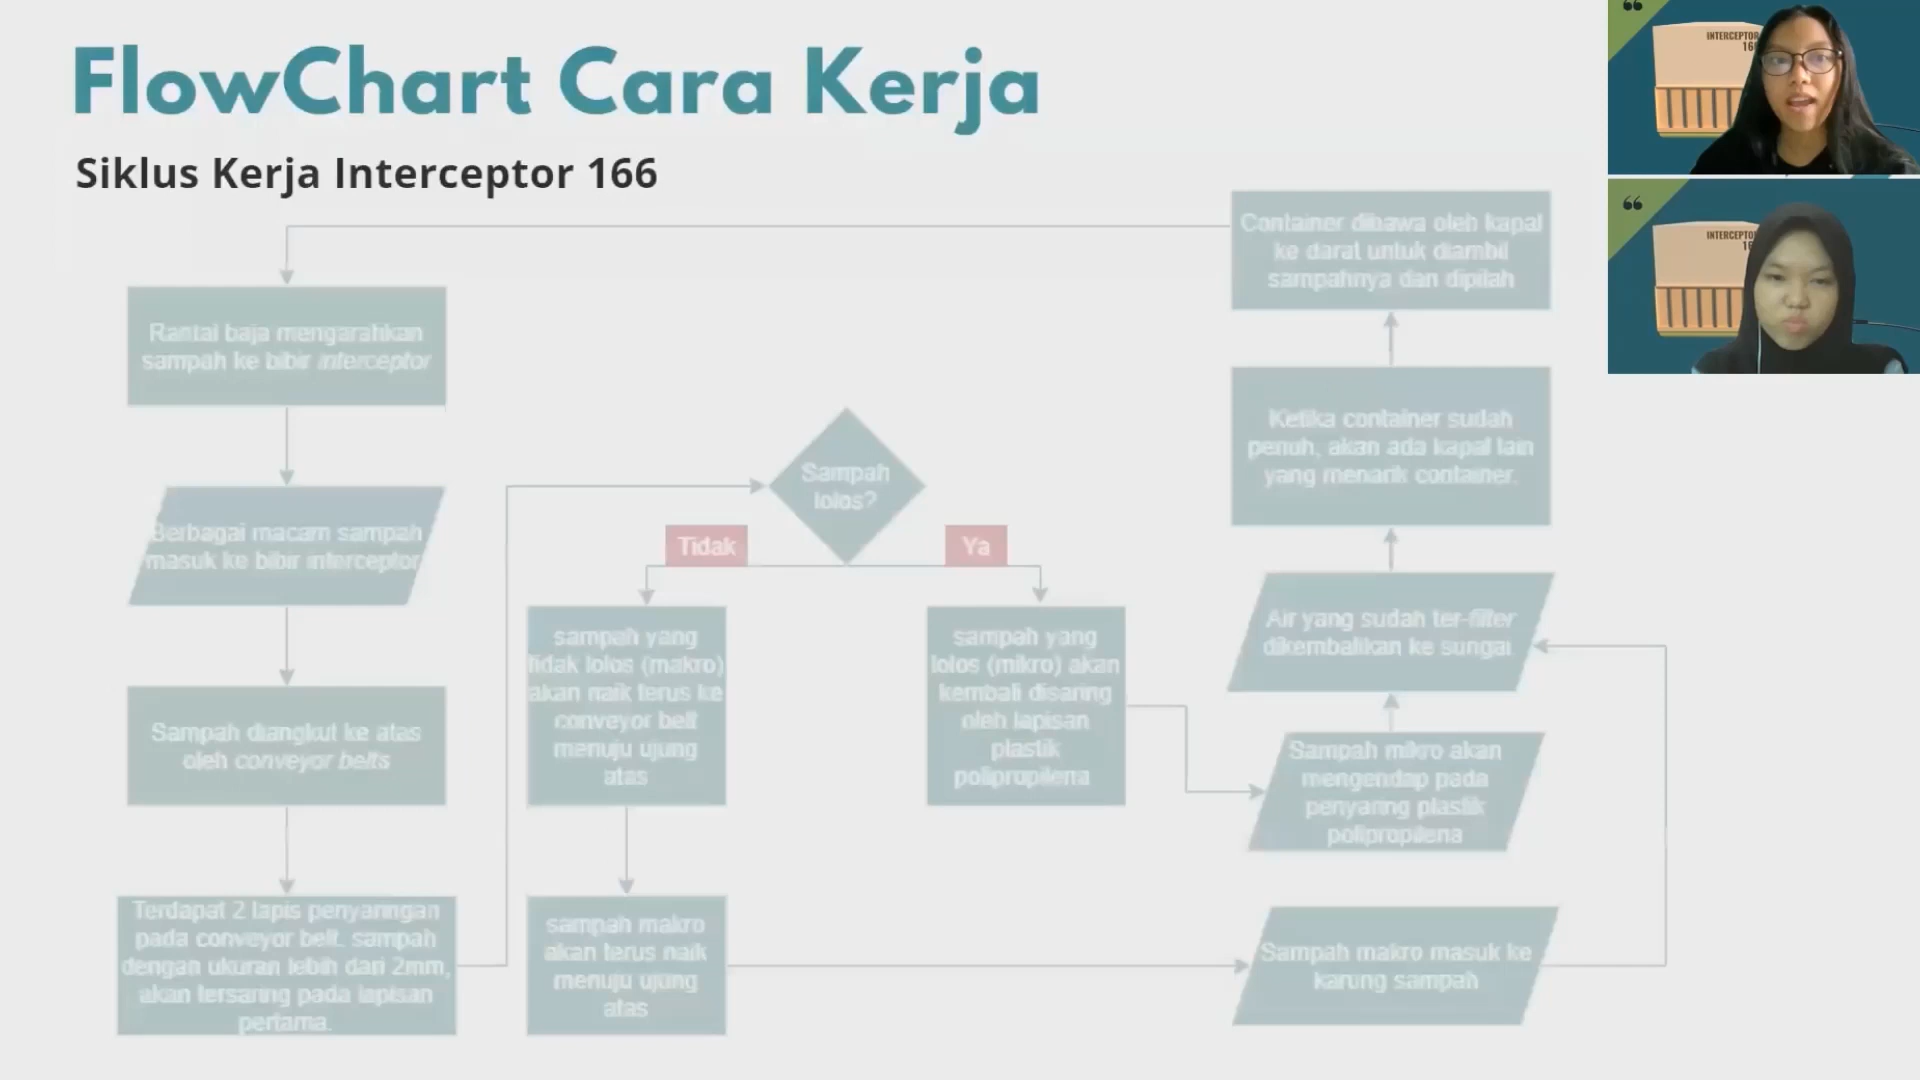 FlowChart Cara Kerja
Siklus Kerja Interceptor 166
Rantai baja mengarahkan
sampah ke bibir interceptor
Berbagai macam sampah
masuk ke bibir interceptor
Sampah diangkut ke atas
oleh conveyor belts
Terdapat 2 lapis penyaringan
pada conveyor belt. sampah
dengan ukuran lebih dari 2mm,
akan tersaring pada lapisan
pertama.
Sampah
lolos?
Tidak
Ya
sampah yang
tidak lolos (makro)
akan naik terus ke
conveyor belt
menuju ujung
atas
sampah makro
akan terus naik
menuju ujung
atas
sampah yang
lolos (mikro) akan
kembali disaring
oleh lapisan
plastik
polipropilena
Container dibawa oleh kapal
ke darat untuk diambil
sampahnya dan dipilah
Ketika container sudah
penuh, akan ada kapal lain
yang menarik container.
Air yang sudah ter-filter
dikembalikan ke sungai
Sampah mikro akan
mengendap pada
penyaring plastik
polipropilena
Sampah makro masuk ke
karung sampah
INTERCEPTOR
16
INTERCEPTO
16